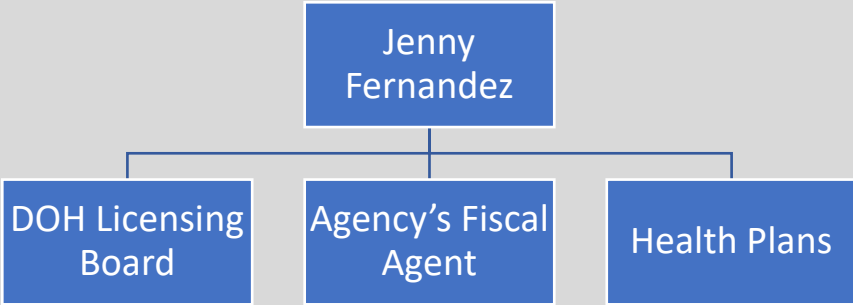 Jenny
Fernandez
DOH Licensing
Board
Agency’s Fiscal
Agent
Health Plans